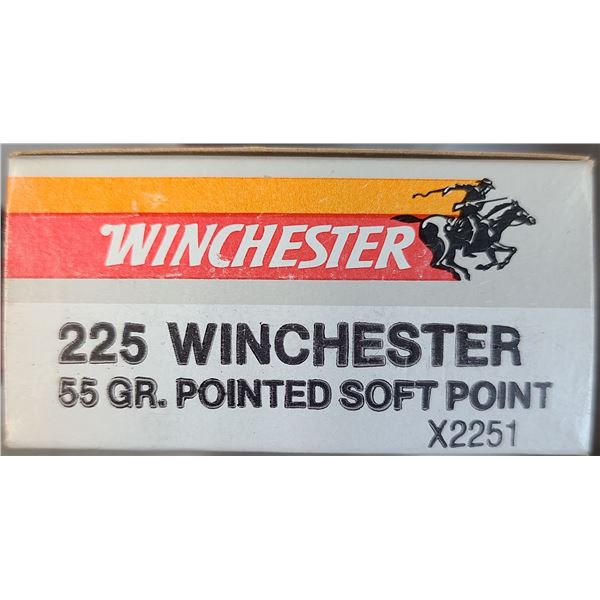 WINCHESTER
225 WINCHESTER
55 GR. POINTED SOFT POINT
X2251